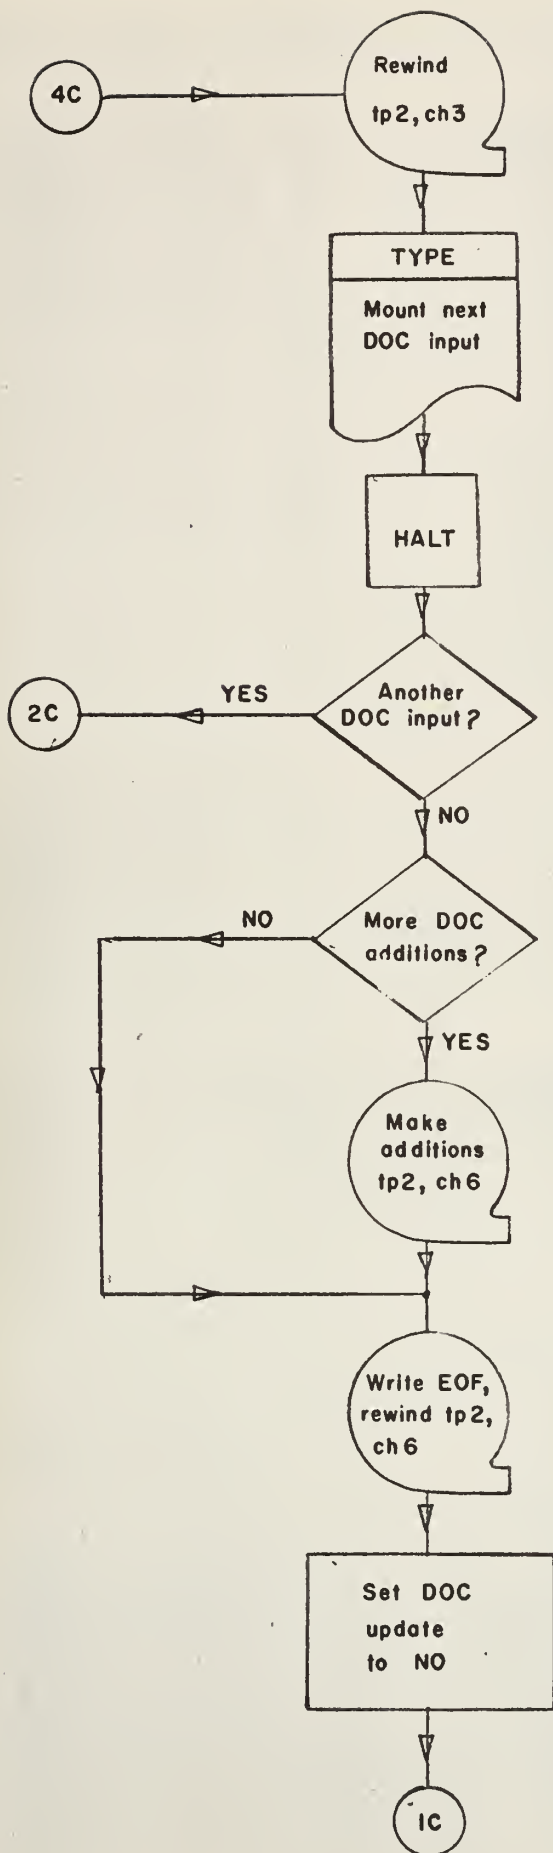 4C
Rewind
tp2, ch3
TYPE
Mount next
DOC input
HALT
Another
DOC input?
YES
2C
NO
More DOC
additions?
NO
YES
Make
additions
tp2, ch6
Write EOF,
rewind tp2,
ch6
Set DOC
update
to NO
1C